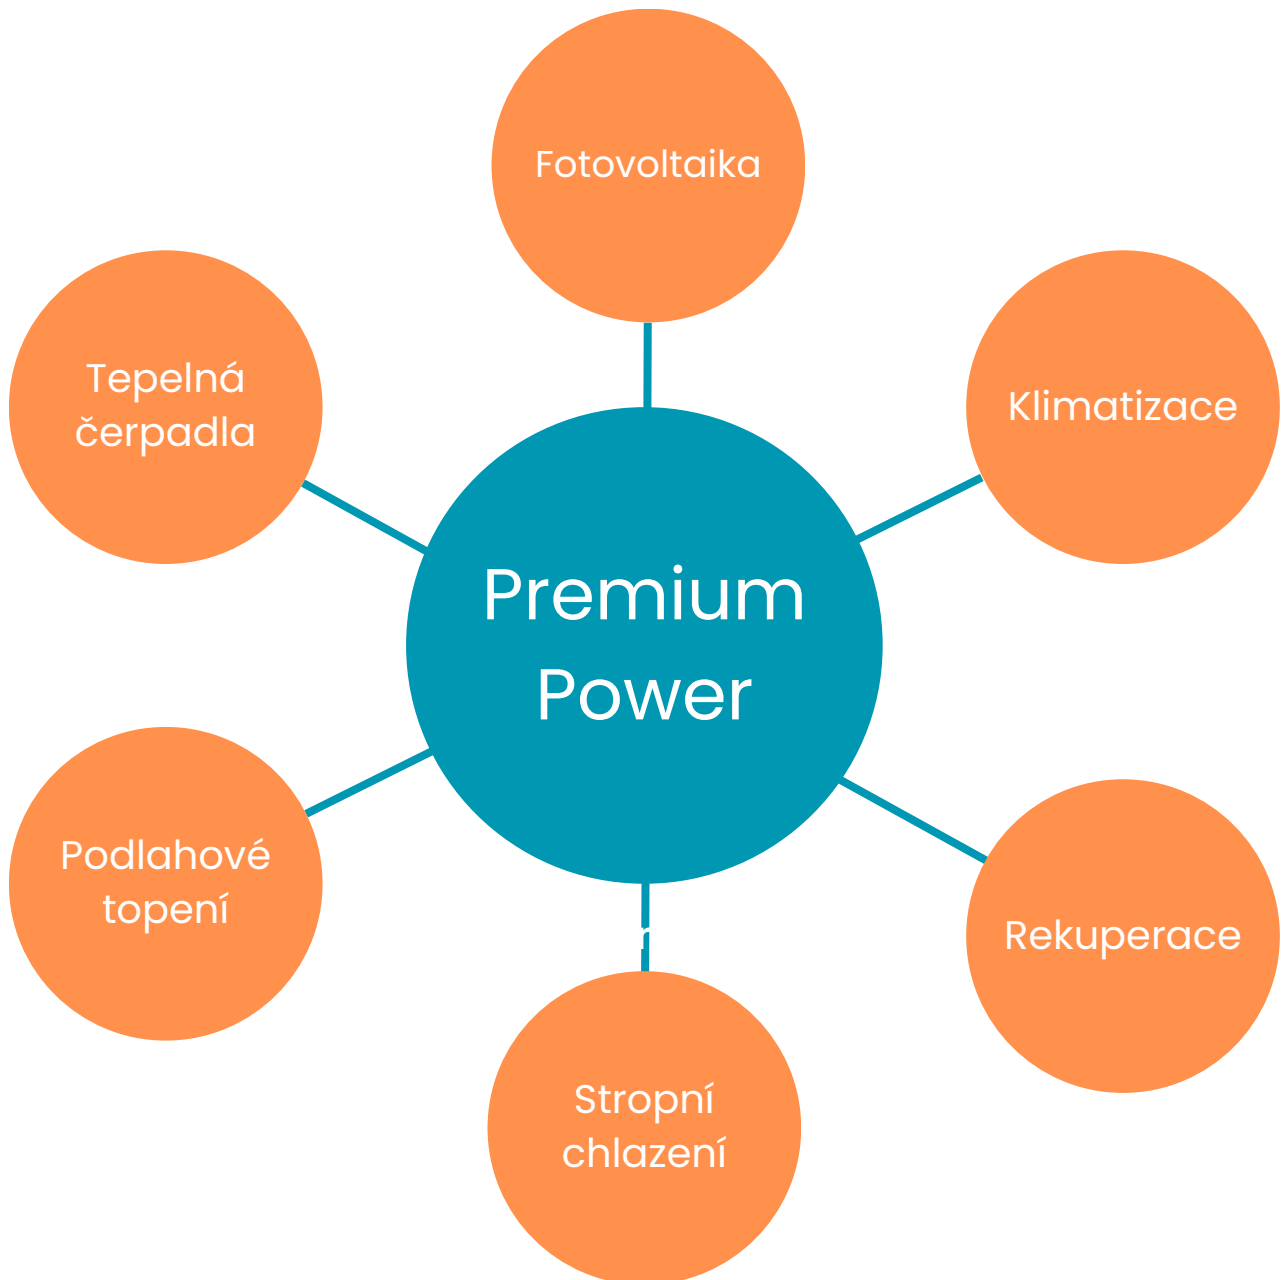 Fotovoltaika
Tepelná
čerpadla
Klimatizace
Premium
Power
Podlahové
topení
Rekuperace
Stropní
chlazení